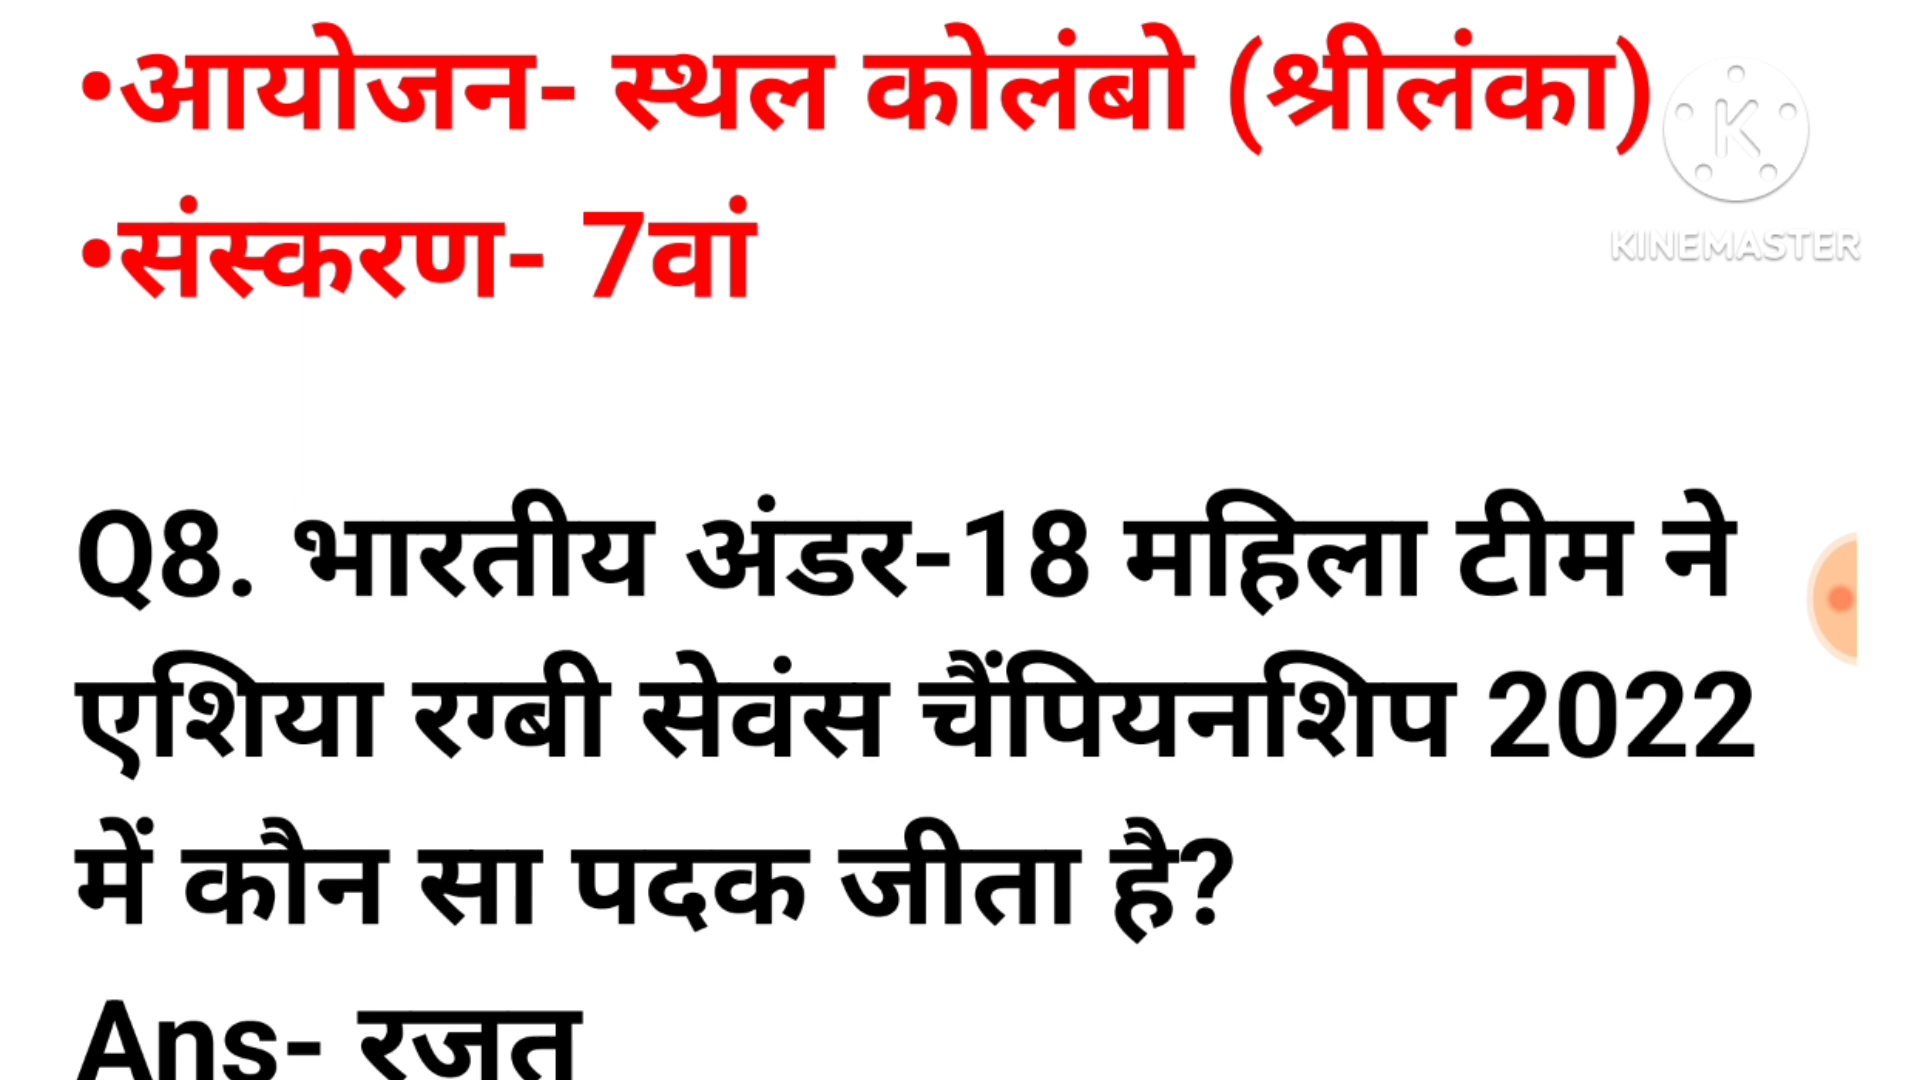 •आयोजन- स्थल कोलंबो (श्रीलंका)
K
KINEMASTER
•संस्करण- 7वां
Q8. भारतीय अंडर-18 महिला टीम ने
एशिया रग्बी सेवंस चैंपियनशिप 2022
में कौन सा पदक जीता है?
Ans- रजत